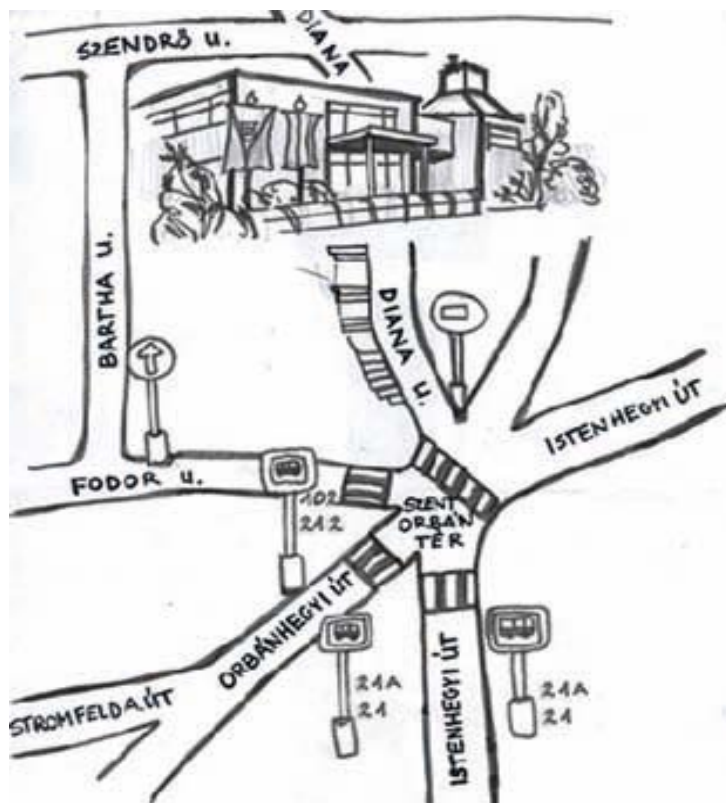 SZENDRŐ U.
DIANA
BARTHA U.
DIANA U.
ISTENHEGYI ÚT
FODOR U.
102
212
SZENT
ORBÁN
TÉR
ORBÁNHEGYI ÚT
STROMFELD A ÚT
21A
21
ISTENHEGYI ÚT
21A
21